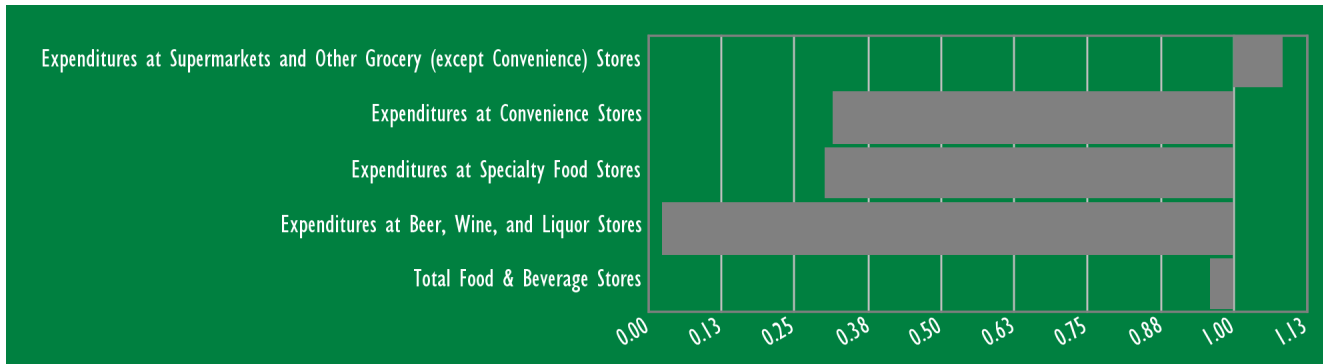 Expenditures at Supermarkets and Other Grocery (except Convenience) Stores
Expenditures at Convenience Stores
Expenditures at Specialty Food Stores
Expenditures at Beer, Wine, and Liquor Stores
Total Food & Beverage Stores
0.00 0.13 0.25 0.38 0.50 0.63 0.75 0.88 1.00 1.13